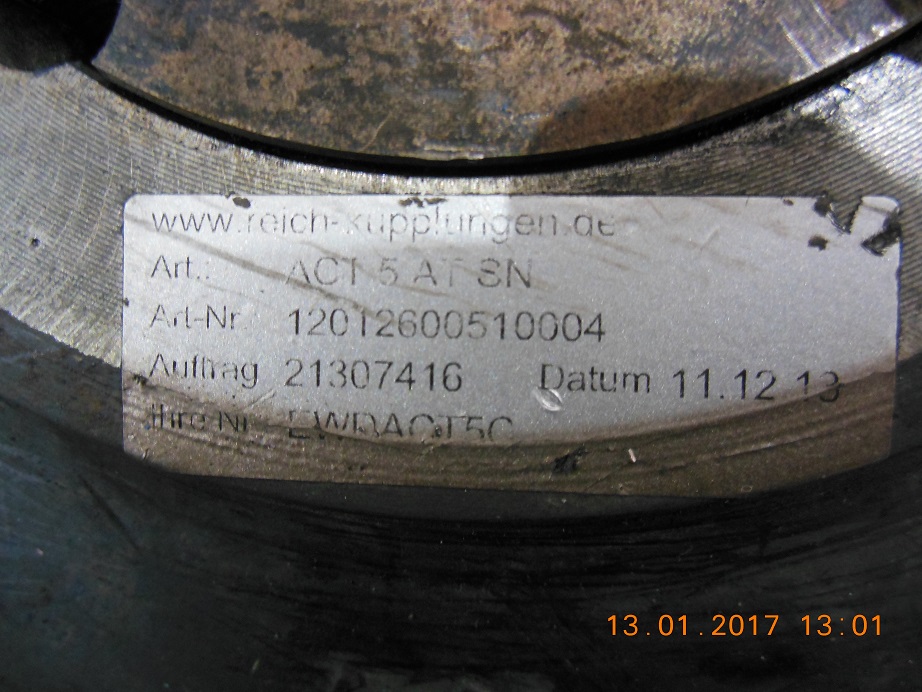 www.reich-kupplungen.de
Art.: ACT 5 AT SN
Art-Nr. 12012600510004
Auftrag 21307416 Datum 11.12.13
Ihre Nr.
13.01.2017 13:01